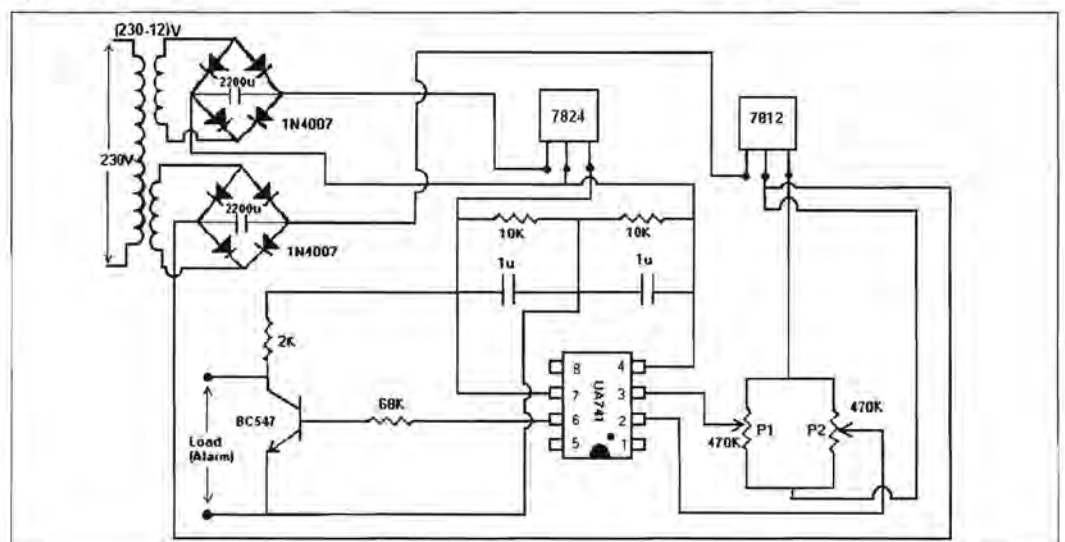 (230-12)V
2200u
1N4007
230V
2200u
1N4007
7824
7812
10K
10K
1u
1u
2K
8
4
7
3
6
2
5
1
UA741
68K
BC547
Load
(Alarm)
470K
P1
P2
470K